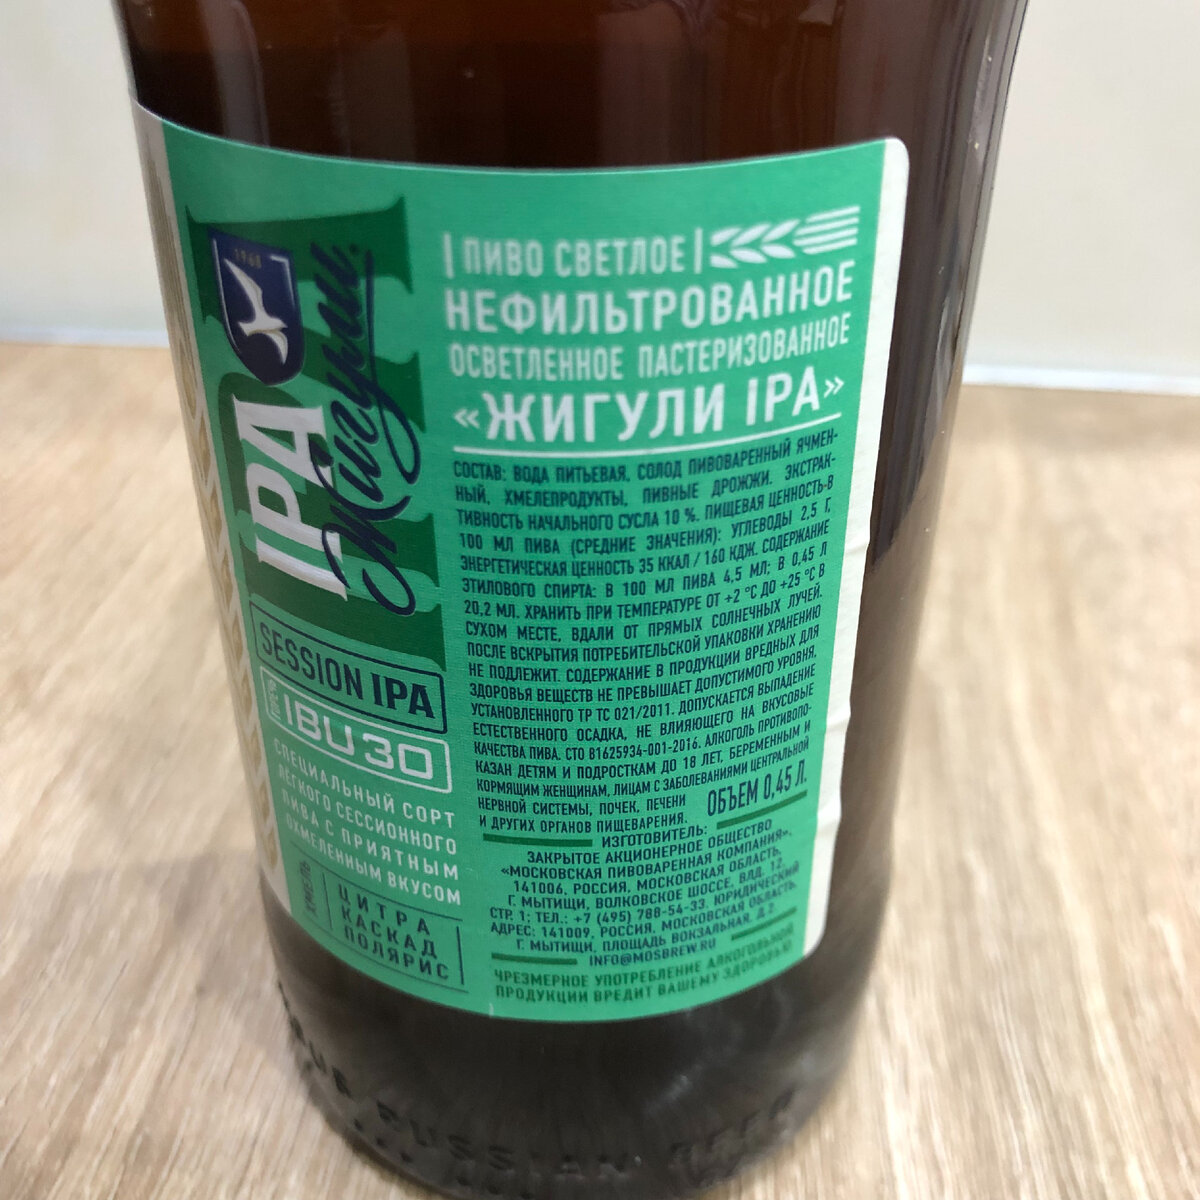 1968
IPA
Жигули
SESSION IPA
IBU 30
СПЕЦИАЛЬНЫЙ СОРТ
ЛЕГКОГО СЕССИОННОГО
ПИВА С ПРИЯТНЫМ
ОХМЕЛЕННЫМ ВКУСОМ
ХМЕЛЬ
ЦИТРА
КАСКАД
ПОЛЯРИС
| ПИВО СВЕТЛОЕ |
НЕФИЛЬТРОВАННОЕ
ОСВЕТЛЕННОЕ ПАСТЕРИЗОВАННОЕ
«ЖИГУЛИ IPA»
СОСТАВ: ВОДА ПИТЬЕВАЯ, СОЛОД ПИВОВАРЕННЫЙ ЯЧМЕН-
НЫЙ, ХМЕЛЕПРОДУКТЫ, ПИВНЫЕ ДРОЖЖИ. ЭКСТРАК-
ТИВНОСТЬ НАЧАЛЬНОГО СУСЛА 10 %. ПИЩЕВАЯ ЦЕННОСТЬ В
100 МЛ ПИВА (СРЕДНИЕ ЗНАЧЕНИЯ): УГЛЕВОДЫ 2,5 Г,
ЭНЕРГЕТИЧЕСКАЯ ЦЕННОСТЬ 35 ККАЛ / 160 КДЖ. СОДЕРЖАНИЕ
ЭТИЛОВОГО СПИРТА: В 100 МЛ ПИВА 4,5 МЛ; В 0,45 Л
20,2 МЛ. ХРАНИТЬ ПРИ ТЕМПЕРАТУРЕ ОТ +2 °С ДО +25 °С В
СУХОМ МЕСТЕ, ВДАЛИ ОТ ПРЯМЫХ СОЛНЕЧНЫХ ЛУЧЕЙ.
ПОСЛЕ ВСКРЫТИЯ ПОТРЕБИТЕЛЬСКОЙ УПАКОВКИ ХРАНЕНИЮ
НЕ ПОДЛЕЖИТ. СОДЕРЖАНИЕ В ПРОДУКЦИИ ВРЕДНЫХ ДЛЯ
ЗДОРОВЬЯ ВЕЩЕСТВ НЕ ПРЕВЫШАЕТ ДОПУСТИМОГО УРОВНЯ,
УСТАНОВЛЕННОГО ТР ТС 021/2011. ДОПУСКАЕТСЯ ВЫПАДЕНИЕ
ЕСТЕСТВЕННОГО ОСАДКА, НЕ ВЛИЯЮЩЕГО НА ВКУСОВЫЕ
КАЧЕСТВА ПИВА. СТО 81625934-001-2016. АЛКОГОЛЬ ПРОТИВОПО-
КАЗАН ДЕТЯМ И ПОДРОСТКАМ ДО 18 ЛЕТ, БЕРЕМЕННЫМ И
КОРМЯЩИМ ЖЕНЩИНАМ, ЛИЦАМ С ЗАБОЛЕВАНИЯМИ ЦЕНТРАЛЬНОЙ
НЕРВНОЙ СИСТЕМЫ, ПОЧЕК, ПЕЧЕНИ
И ДРУГИХ ОРГАНОВ ПИЩЕВАРЕНИЯ.
ОБЪЕМ 0,45 Л.
ИЗГОТОВИТЕЛЬ:
ЗАКРЫТОЕ АКЦИОНЕРНОЕ ОБЩЕСТВО
«МОСКОВСКАЯ ПИВОВАРЕННАЯ КОМПАНИЯ»,
141006, РОССИЯ, МОСКОВСКАЯ ОБЛАСТЬ,
Г. МЫТИЩИ, ВОЛКОВСКОЕ ШОССЕ, ВЛД. 12,
СТР. 1; ТЕЛ.: +7 (495) 788-54-33. ЮРИДИЧЕСКИЙ
АДРЕС: 141009, РОССИЯ, МОСКОВСКАЯ ОБЛАСТЬ,
Г. МЫТИЩИ, ПЛОЩАДЬ ВОКЗАЛЬНАЯ, Д. 2
INFO@MOSBREW.RU
ЧРЕЗМЕРНОЕ УПОТРЕБЛЕНИЕ АЛКОГОЛЬНОЙ
ПРОДУКЦИИ ВРЕДИТ ВАШЕМУ ЗДОРОВЬЮ
RUSSIAN BEER